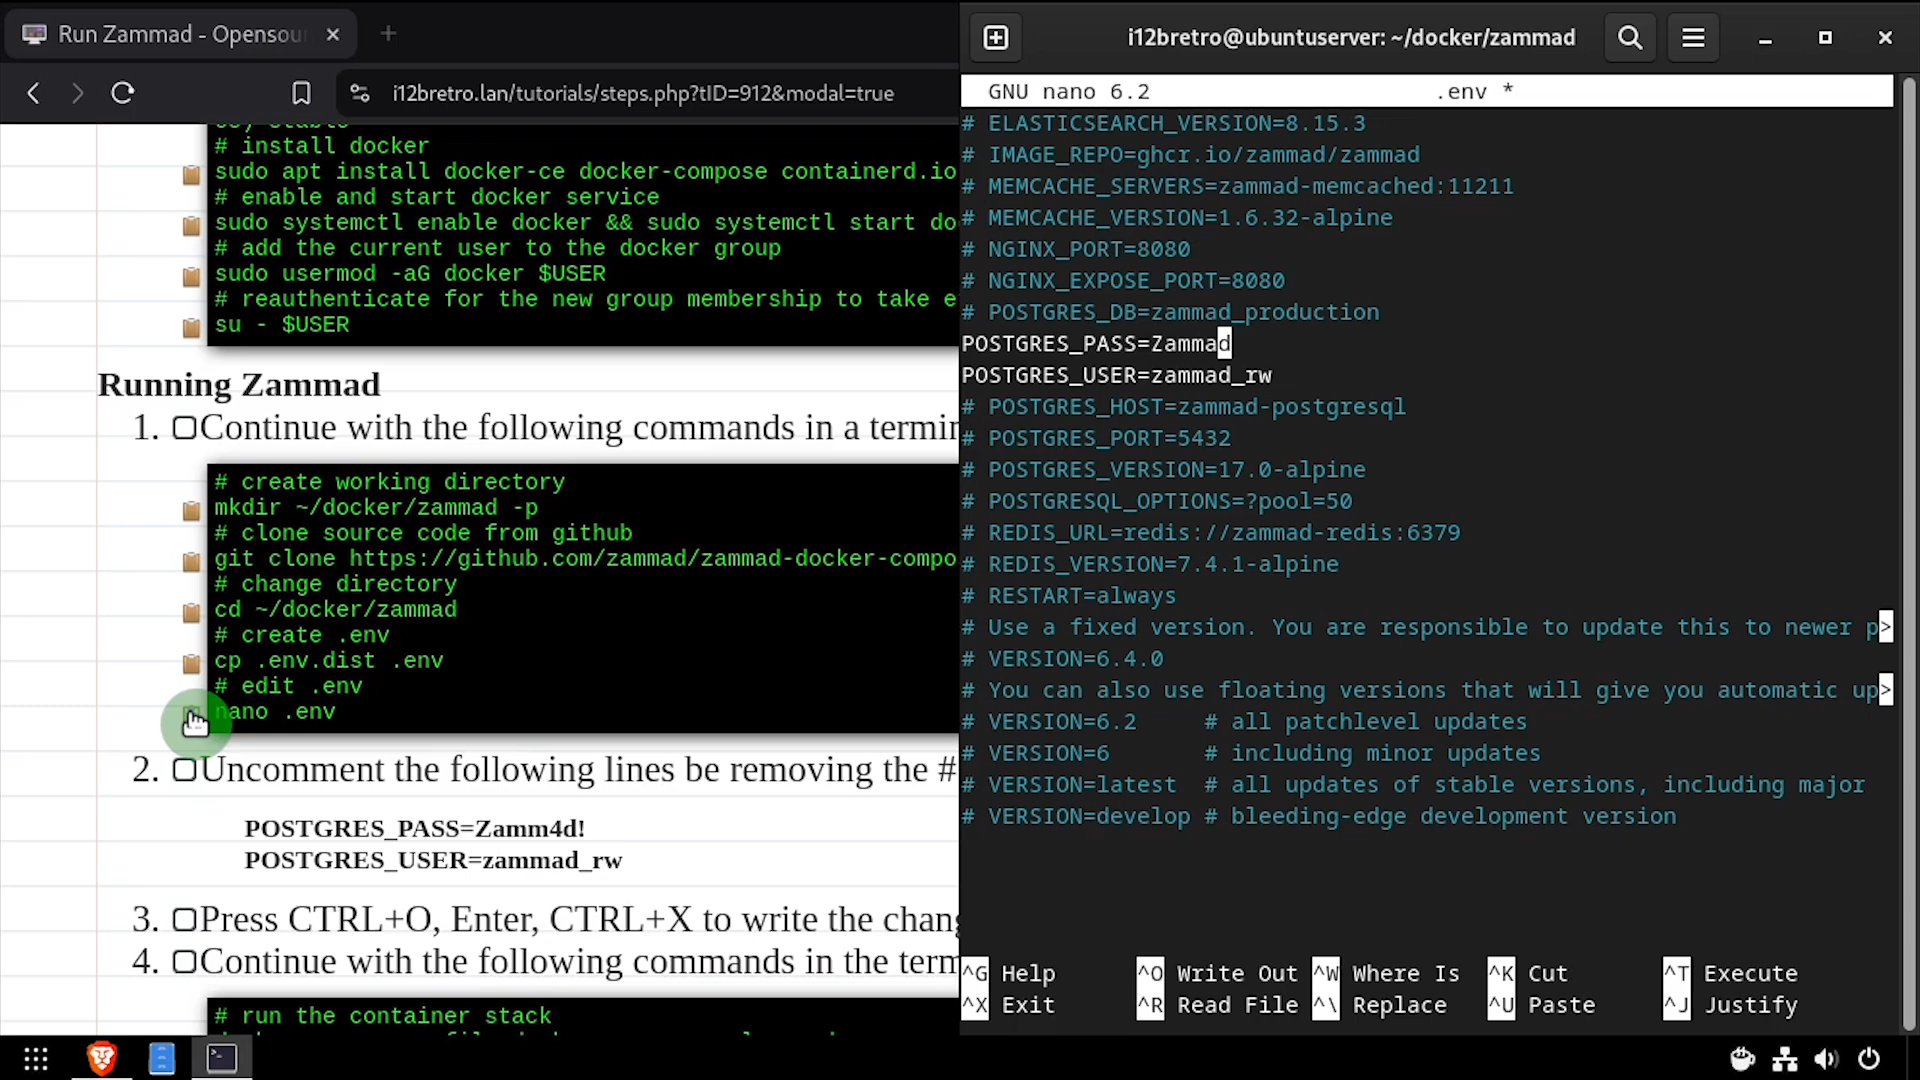 Run Zammad - Opensou
i12bretro.lan/tutorials/steps.php?tID=912&modal=true
# install docker
sudo apt install docker-ce docker-compose containerd.io
# enable and start docker service
sudo systemctl enable docker && sudo systemctl start do
# add the current user to the docker group
sudo usermod -aG docker $USER
# reauthenticate for the new group membership to take e
su - $USER
Running Zammad
1. Continue with the following commands in a termin
# create working directory
mkdir ~/docker/zammad -p
# clone source code from github
git clone https://github.com/zammad/zammad-docker-compo
# change directory
cd ~/docker/zammad
# create .env
cp .env.dist .env
# edit .env
nano .env
2. Uncomment the following lines be removing the #
POSTGRES_PASS=Zamm4d!
POSTGRES_USER=zammad_rw
3. Press CTRL+O, Enter, CTRL+X to write the chang
4. Continue with the following commands in the term
# run the container stack
i12bretro@ubuntuserver: ~/docker/zammad
GNU nano 6.2 .env *
# ELASTICSEARCH_VERSION=8.15.3
# IMAGE_REPO=ghcr.io/zammad/zammad
# MEMCACHE_SERVERS=zammad-memcached:11211
# MEMCACHE_VERSION=1.6.32-alpine
# NGINX_PORT=8080
# NGINX_EXPOSE_PORT=8080
# POSTGRES_DB=zammad_production
POSTGRES_PASS=Zammad
POSTGRES_USER=zammad_rw
# POSTGRES_HOST=zammad-postgresql
# POSTGRES_PORT=5432
# POSTGRES_VERSION=17.0-alpine
# POSTGRESQL_OPTIONS=?pool=50
# REDIS_URL=redis://zammad-redis:6379
# REDIS_VERSION=7.4.1-alpine
# RESTART=always
# Use a fixed version. You are responsible to update this to newer p>
# VERSION=6.4.0
# You can also use floating versions that will give you automatic up>
# VERSION=6.2 # all patchlevel updates
# VERSION=6 # including minor updates
# VERSION=latest # all updates of stable versions, including major
# VERSION=develop # bleeding-edge development version
^G Help ^O Write Out ^W Where Is ^K Cut ^T Execute
^X Exit ^R Read File ^\ Replace ^U Paste ^J Justify